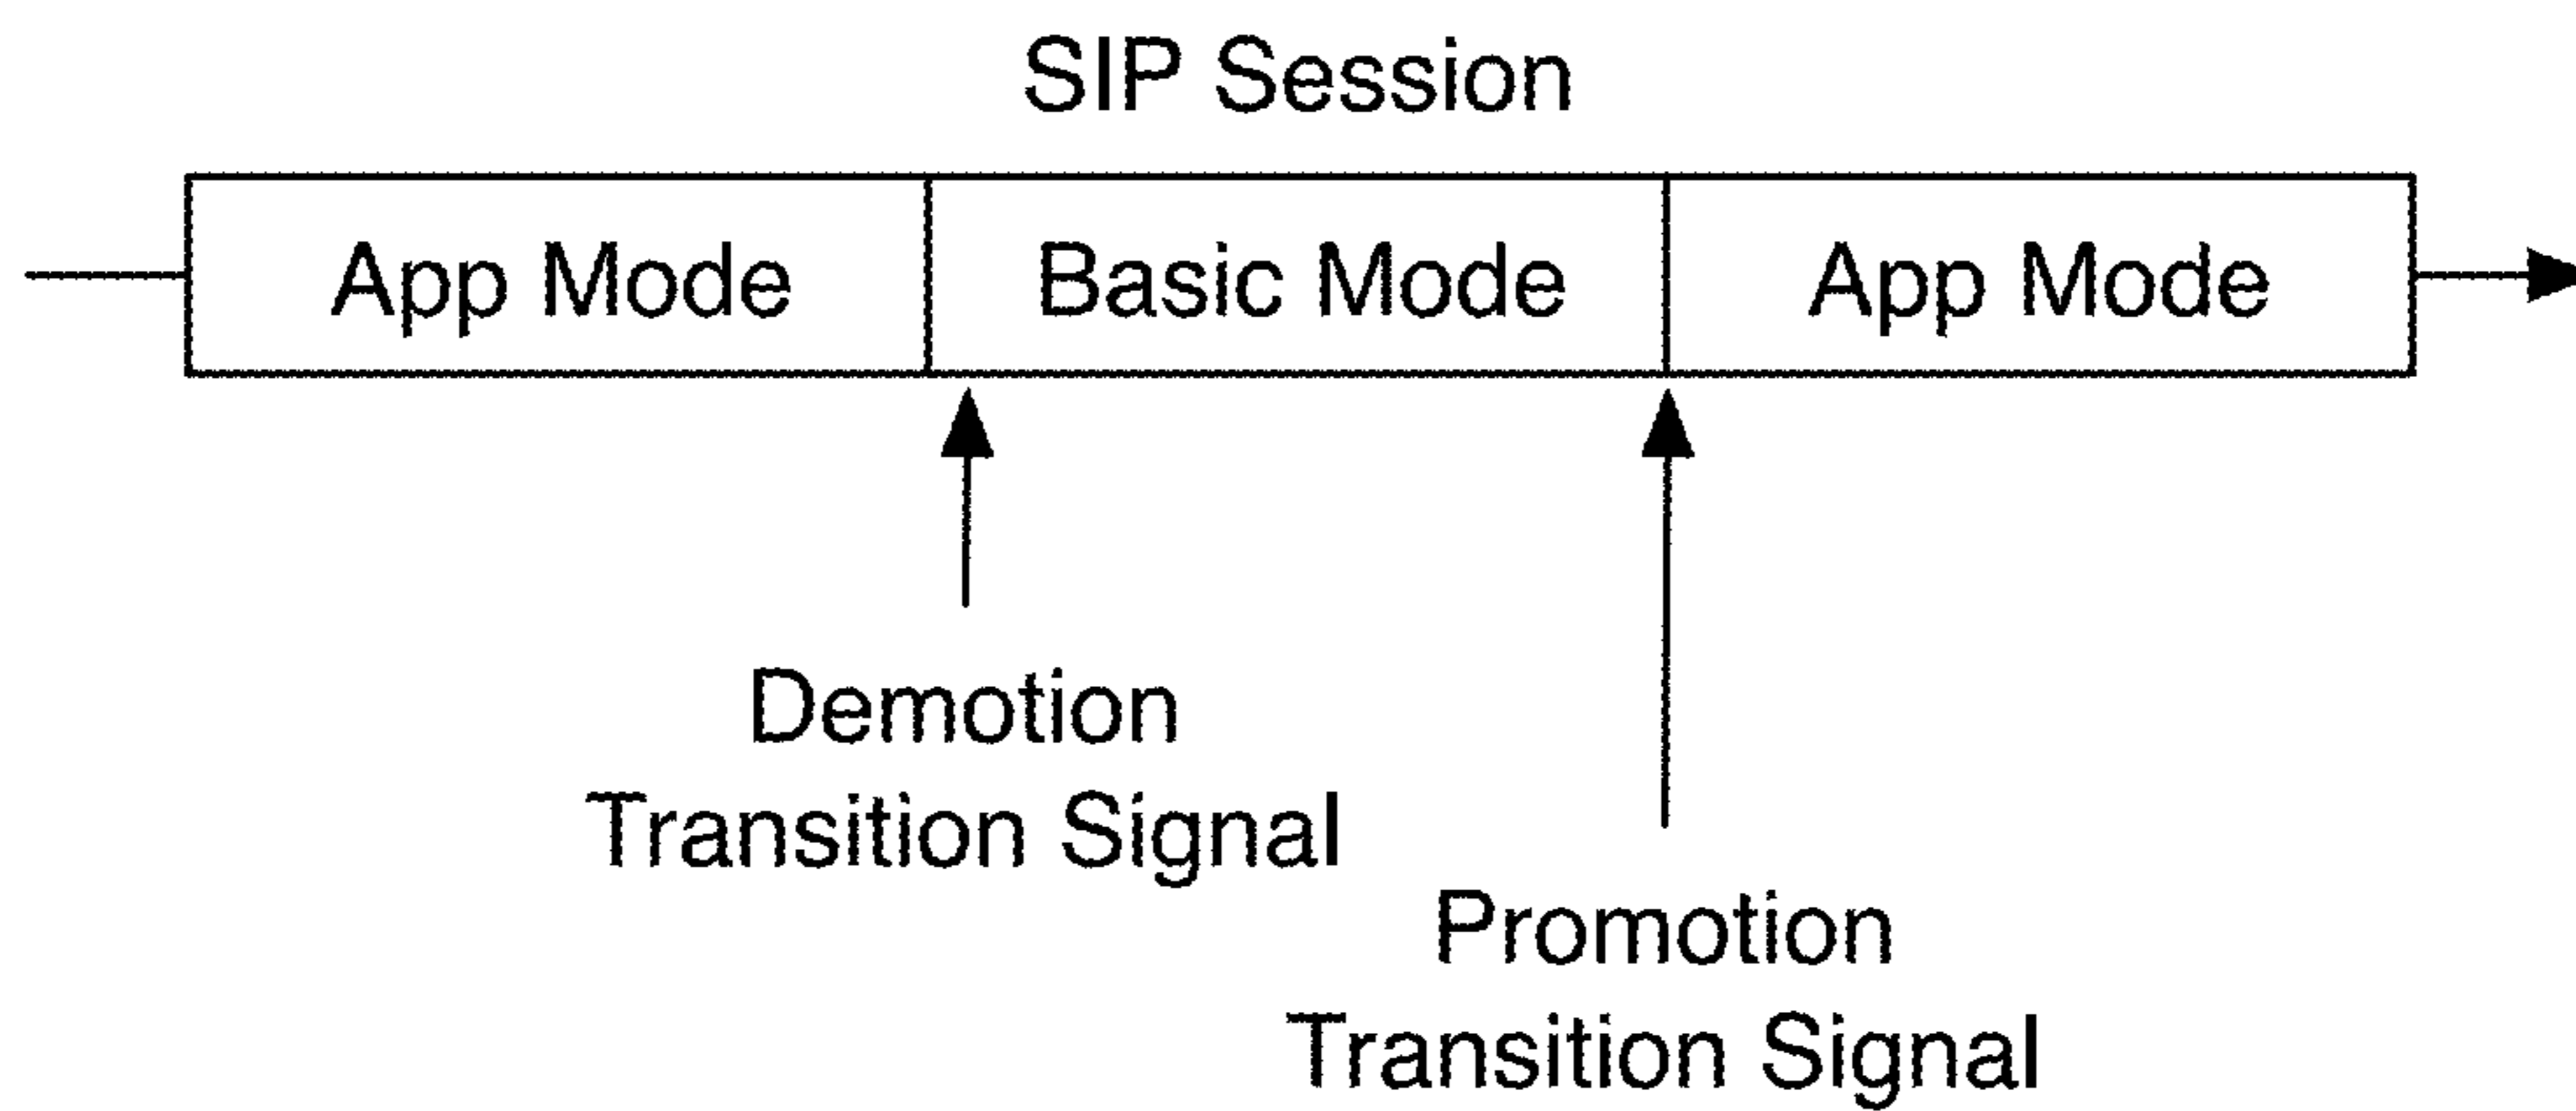 SIP Session
App Mode Basic Mode App Mode
Demotion
Transition Signal
Promotion
Transition Signal